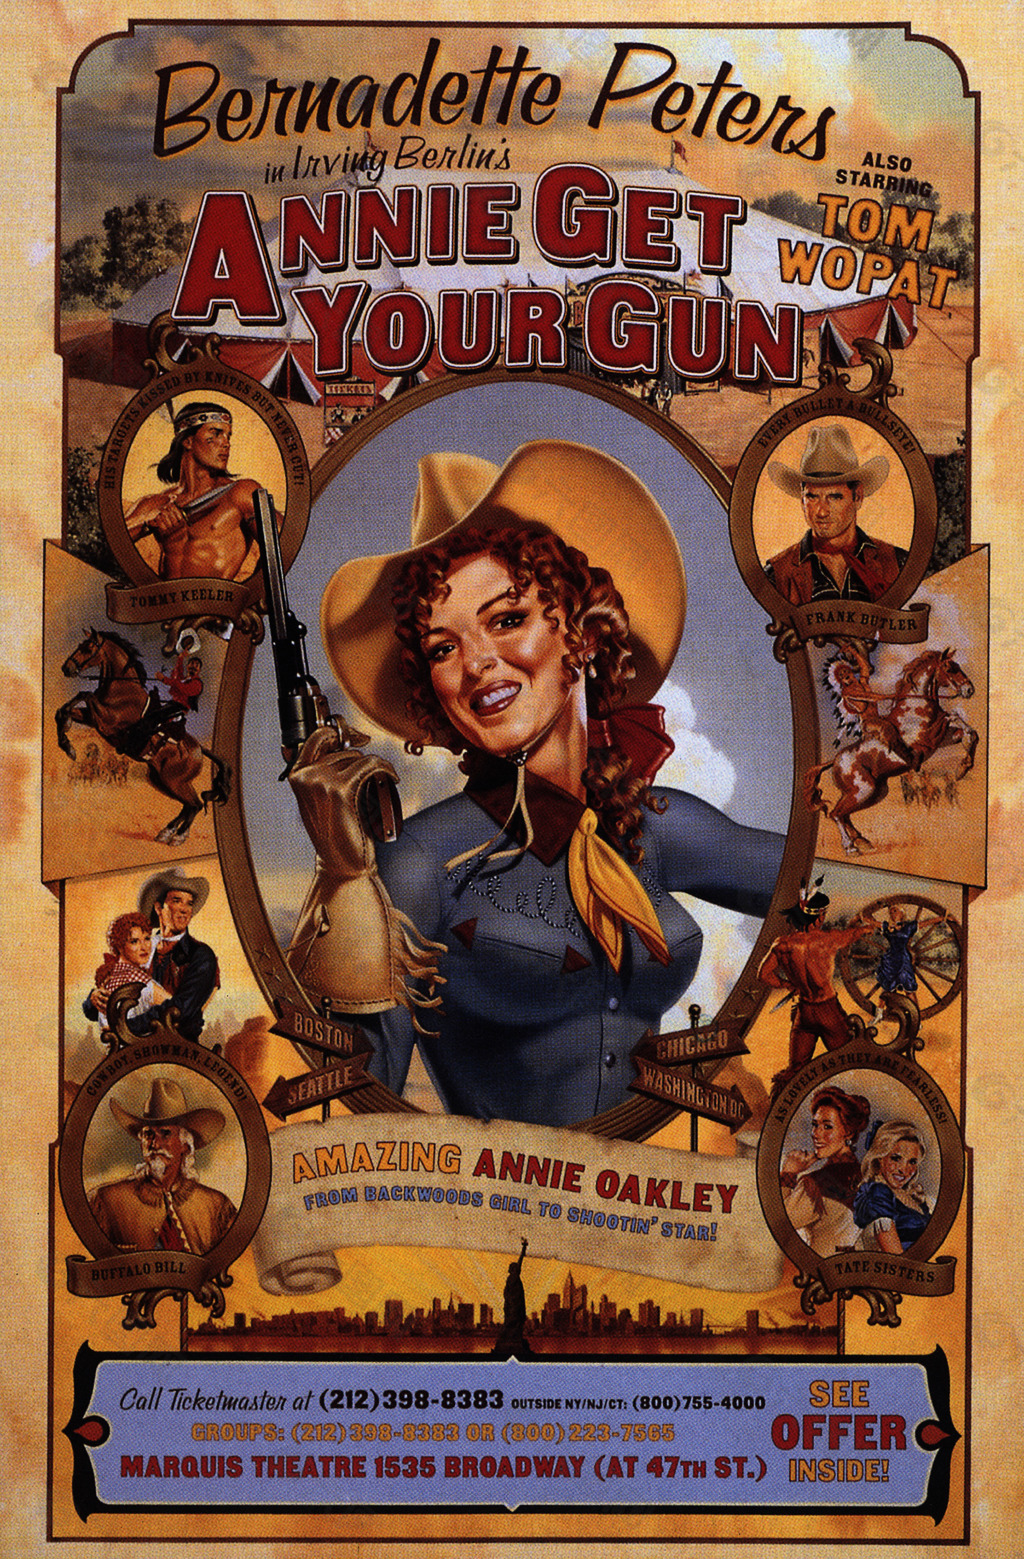 Bernadette Peters
in Irving Berlin's
ANNIE GET
YOUR GUN
ALSO
STARRING
TOM
WOPAT
TICKETS
HIS TARGETS KISSED BY KNIVES BUT NEVER CUT!
TOMMY KEELER
EVERY BULLET A BULLSEYE!
FRANK BUTLER
BOSTON
SEATTLE
CHICAGO
WASHINGTON DC
COWBOY, SHOWMAN, LEGEND!
BUFFALO BILL
AS LOVELY AS THEY ARE FEARLESS!
TATE SISTERS
AMAZING ANNIE OAKLEY
FROM BACKWOODS GIRL TO SHOOTIN' STAR!
Call Ticketmaster at (212)398-8383 OUTSIDE NY/NJ/CT: (800)755-4000
GROUPS: (212)398-8383 OR (800)223-7565
MARQUIS THEATRE 1535 BROADWAY (AT 47TH ST.)
SEE
OFFER
INSIDE!